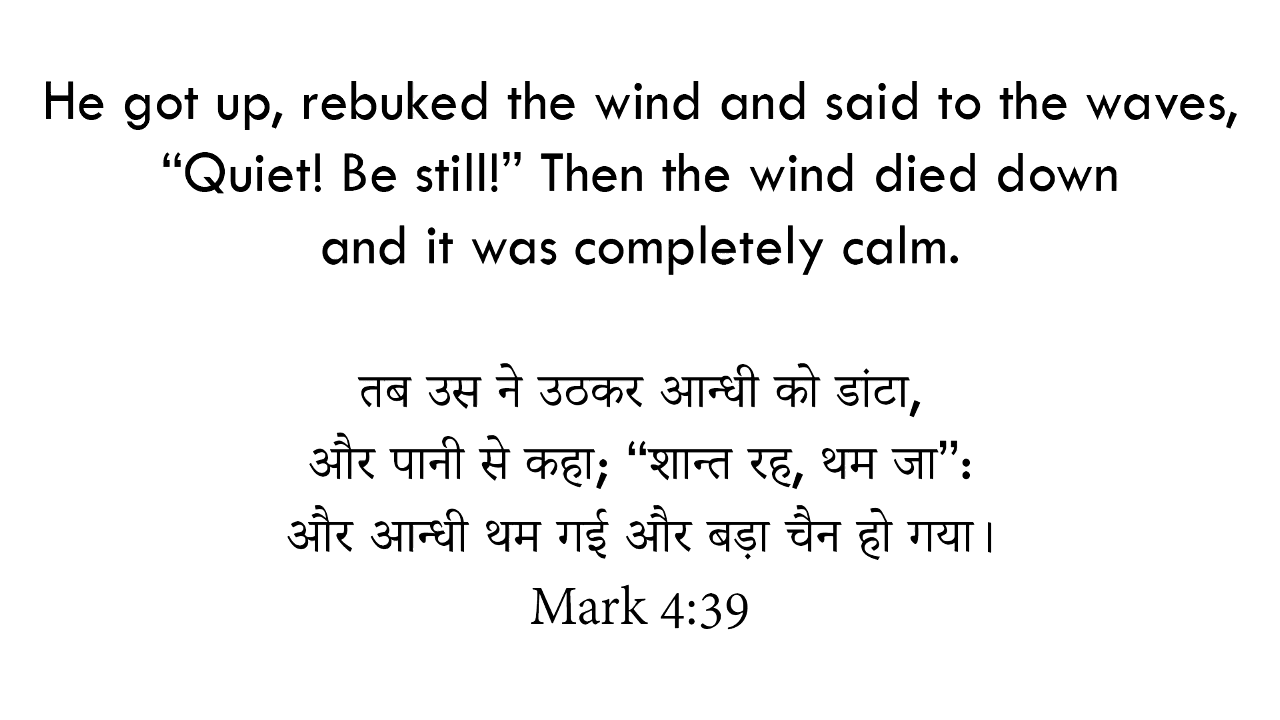 He got up, rebuked the wind and said to the waves,
“Quiet! Be still!” Then the wind died down
and it was completely calm.
तब उस ने उठकर आन्धी को डांटा,
और पानी से कहा; “शान्त रह, थम जा”:
और आन्धी थम गई और बड़ा चैन हो गया।
Mark 4:39